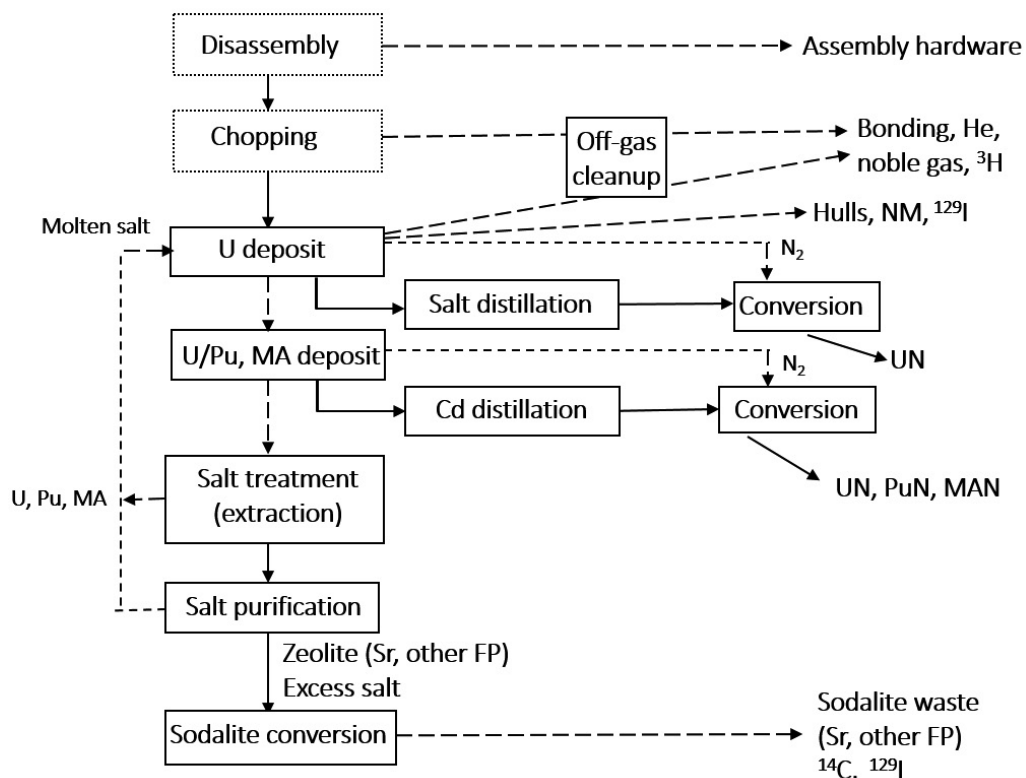 Disassembly
Assembly hardware
Chopping
Off-gas
cleanup
Bonding, He,
noble gas, ³H
Hulls, NM, ¹²⁹I
Molten salt
U deposit
N₂
Salt distillation
Conversion
UN
U/Pu, MA deposit
N₂
Cd distillation
Conversion
UN, PuN, MAN
Salt treatment
(extraction)
U, Pu, MA
Salt purification
Zeolite (Sr, other FP)
Excess salt
Sodalite conversion
Sodalite waste
(Sr, other FP)
¹⁴C, ¹²⁹I